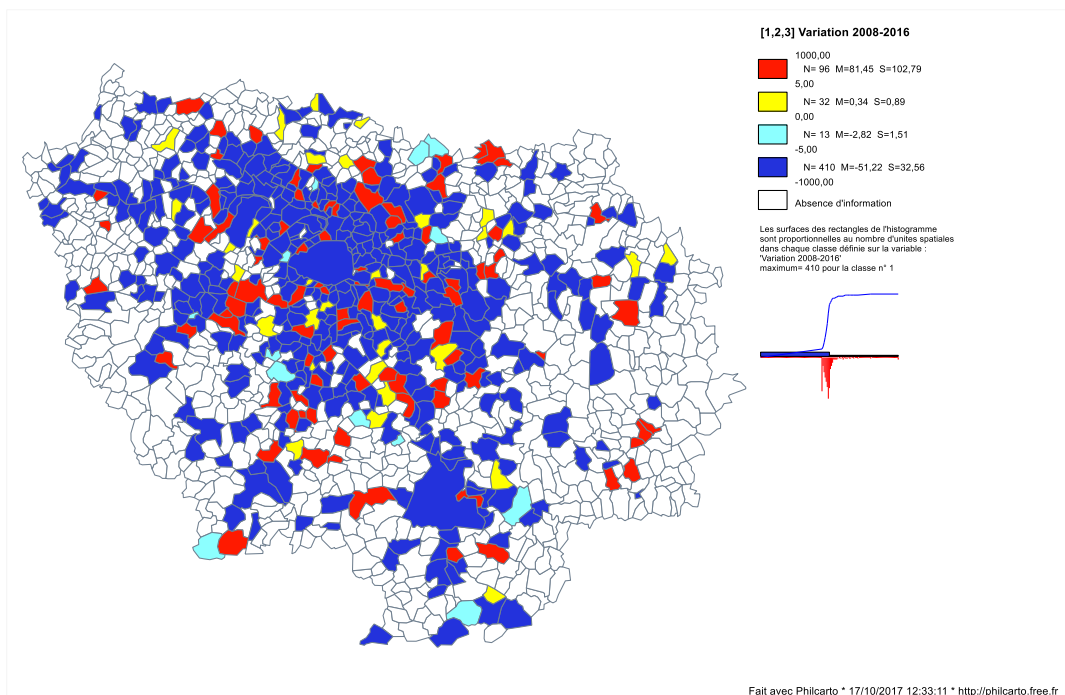 [1,2,3] Variation 2008-2016
1000,00
N= 96 M=81,45 S=102,79
5,00
N= 32 M=0,34 S=0,89
0,00
N= 13 M=-2,82 S=1,51
-5,00
N= 410 M=-51,22 S=32,56
-1000,00
Absence d'information
Les surfaces des rectangles de l'histogramme
sont proportionnelles au nombre d'unites spatiales
dans chaque classe définie sur la variable :
'Variation 2008-2016'
maximum= 410 pour la classe n° 1
Fait avec Philcarto * 17/10/2017 12:33:11 * http://philcarto.free.fr